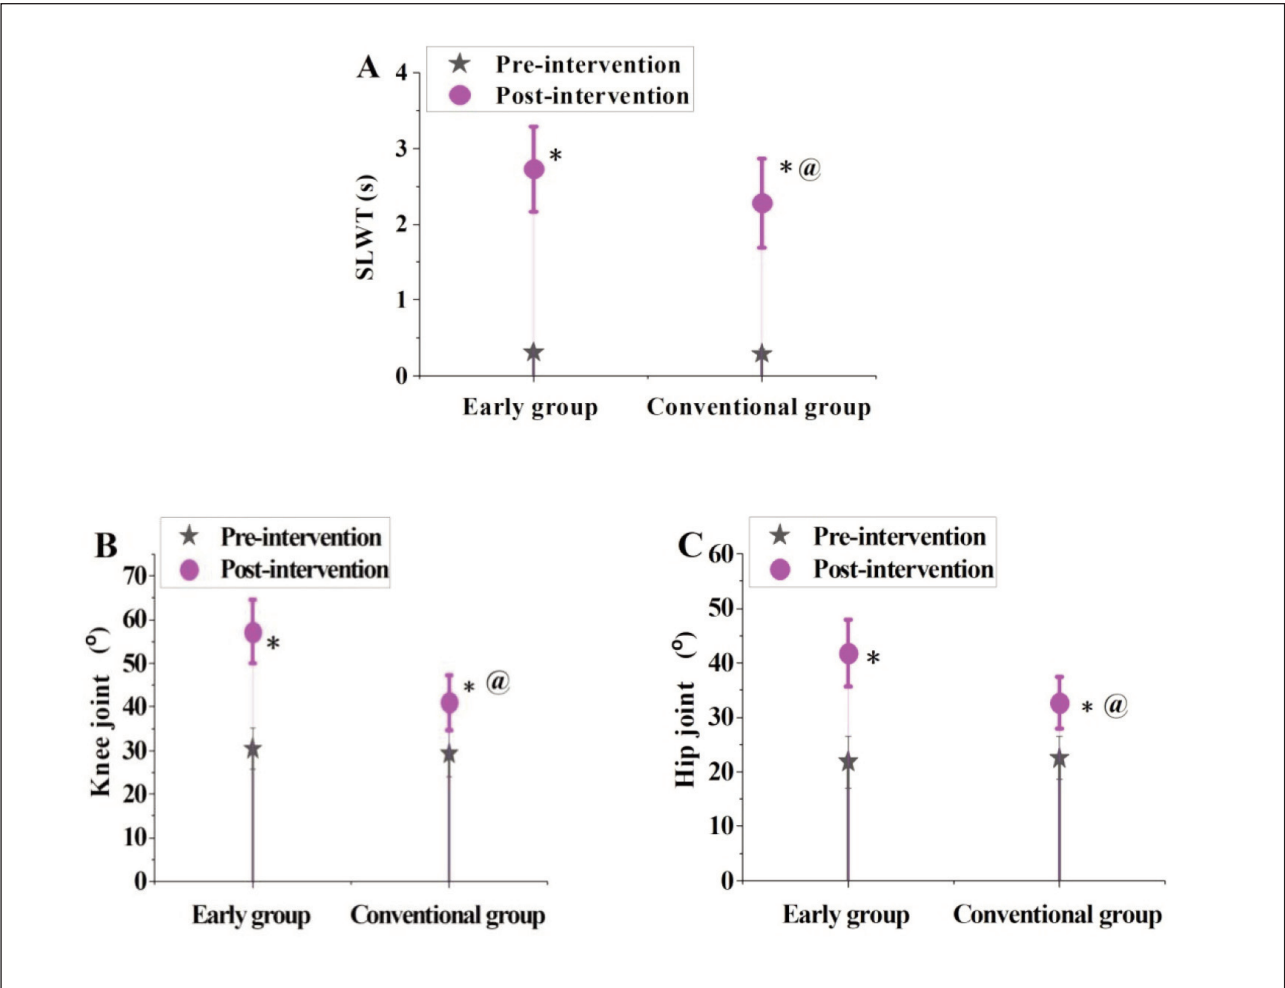 A
Pre-intervention
Post-intervention
4
3
2
1
0
SLWT (s)
*
* @
Early group
Conventional group
B
Pre-intervention
Post-intervention
70
60
50
40
30
20
10
0
Knee joint (°)
*
* @
Early group
Conventional group
C
Pre-intervention
Post-intervention
60
50
40
30
20
10
0
Hip joint (°)
*
* @
Early group
Conventional group